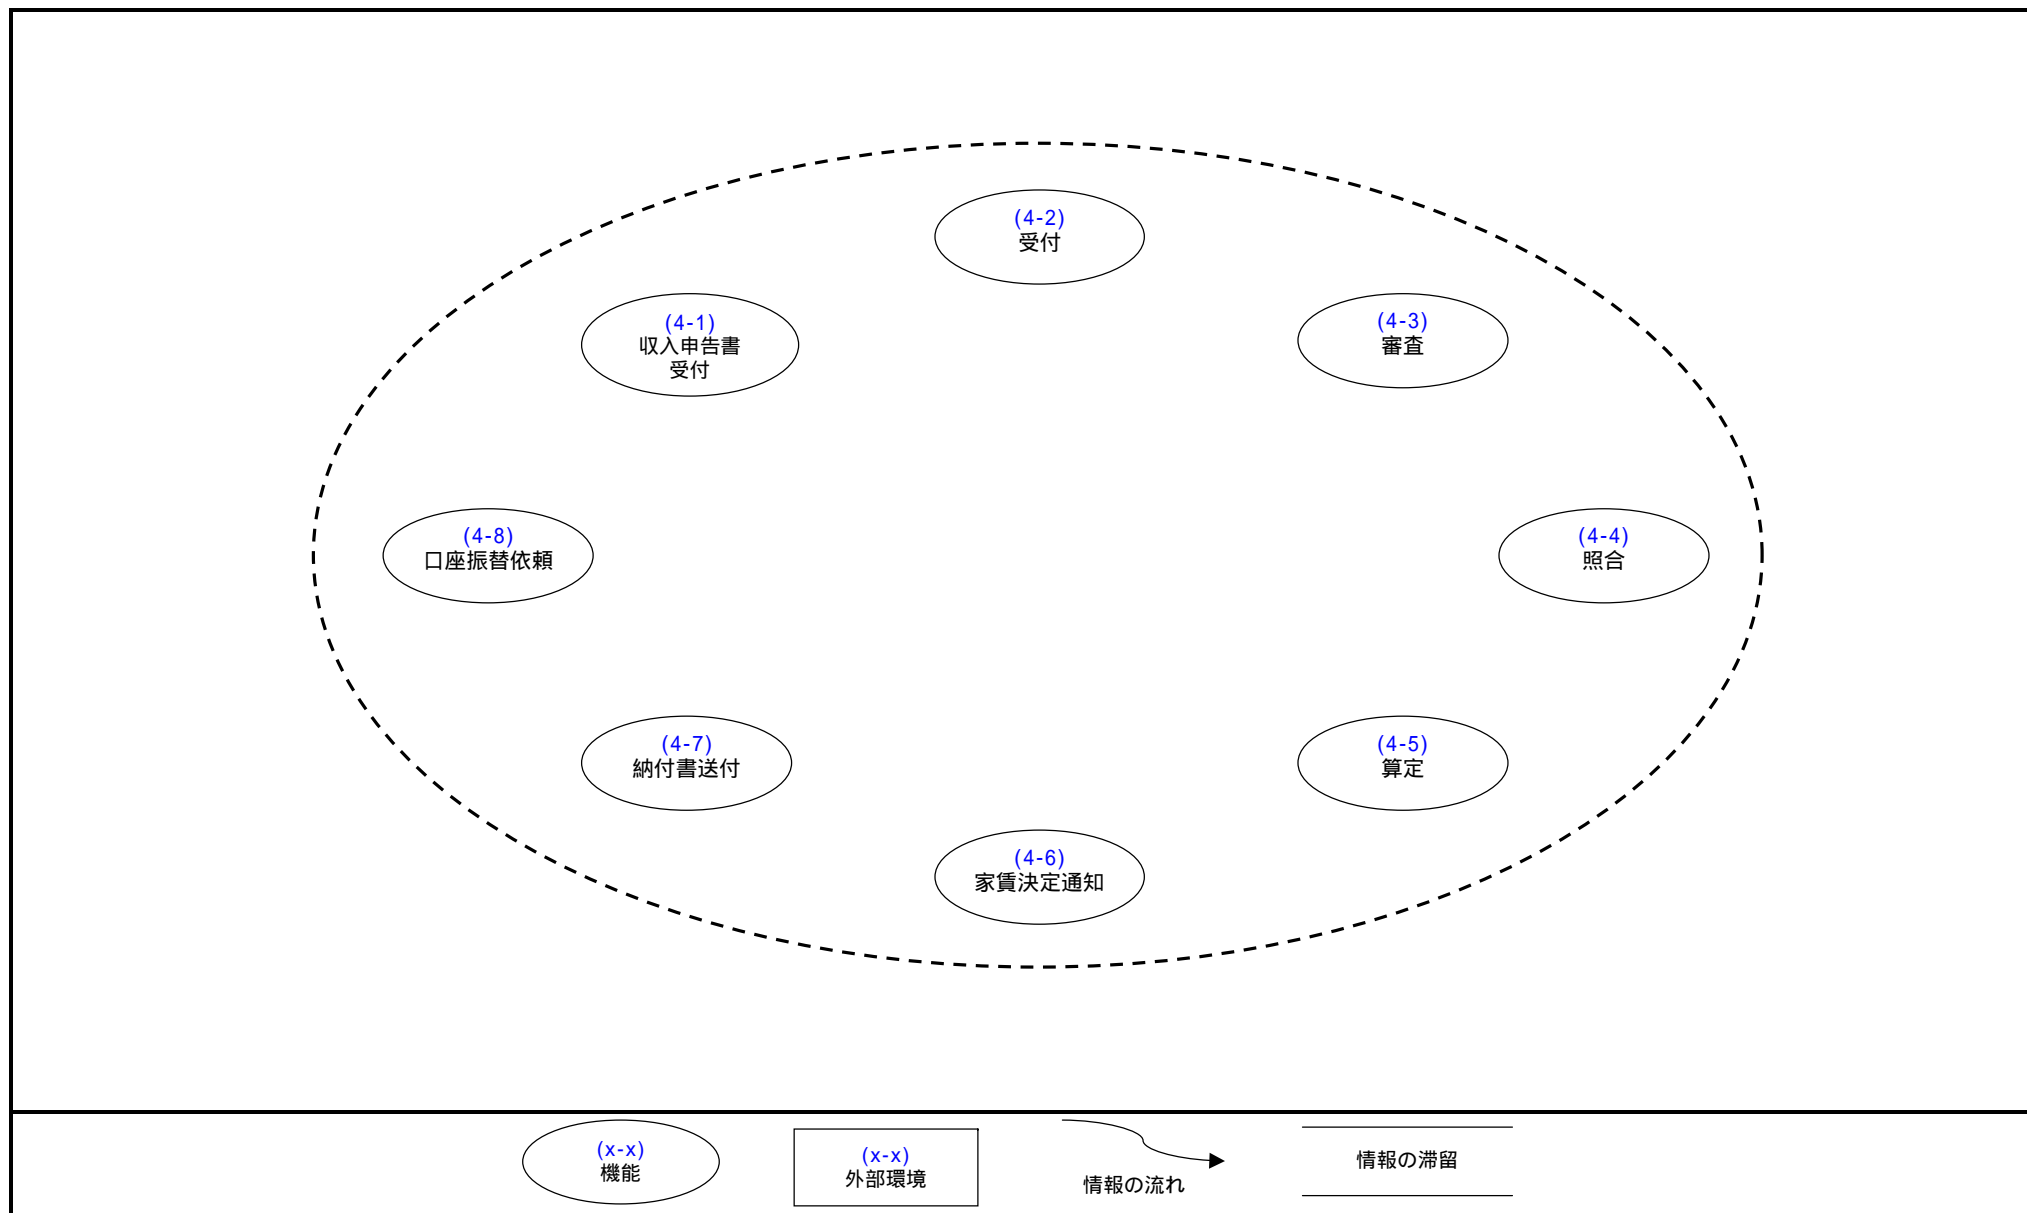 (4-2)
受付
(4-1)
収入申告書
受付
(4-3)
審査
(4-8)
口座振替依頼
(4-4)
照合
(4-7)
納付書送付
(4-5)
算定
(4-6)
家賃決定通知
(x-x)
機能
(x-x)
外部環境
情報の流れ
情報の滞留